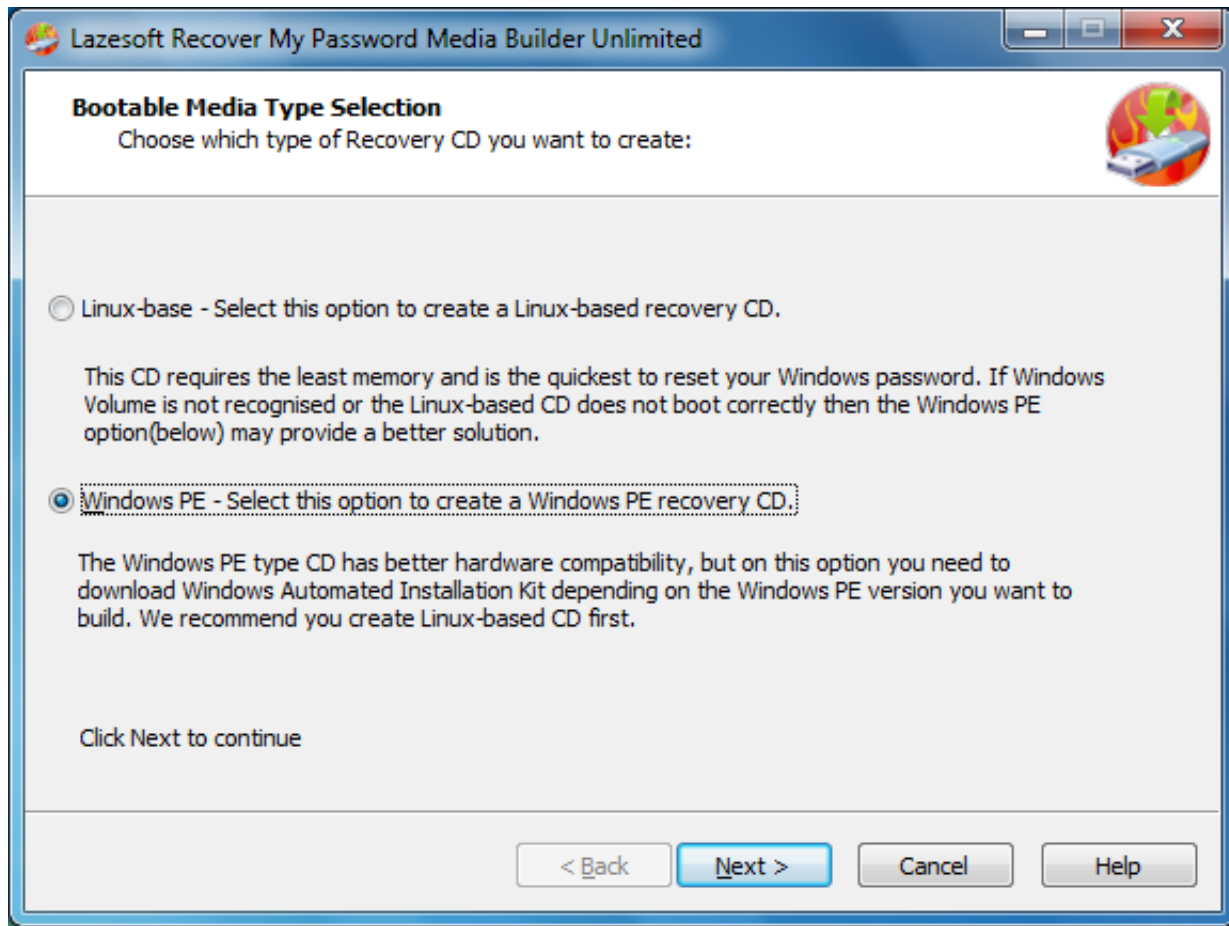 Lazesoft Recover My Password Media Builder Unlimited
Bootable Media Type Selection
Choose which type of Recovery CD you want to create:
Linux-base - Select this option to create a Linux-based recovery CD.
This CD requires the least memory and is the quickest to reset your Windows password. If Windows
Volume is not recognised or the Linux-based CD does not boot correctly then the Windows PE
option(below) may provide a better solution.
Windows PE - Select this option to create a Windows PE recovery CD.
The Windows PE type CD has better hardware compatibility, but on this option you need to
download Windows Automated Installation Kit depending on the Windows PE version you want to
build. We recommend you create Linux-based CD first.
Click Next to continue
< Back
Next >
Cancel
Help